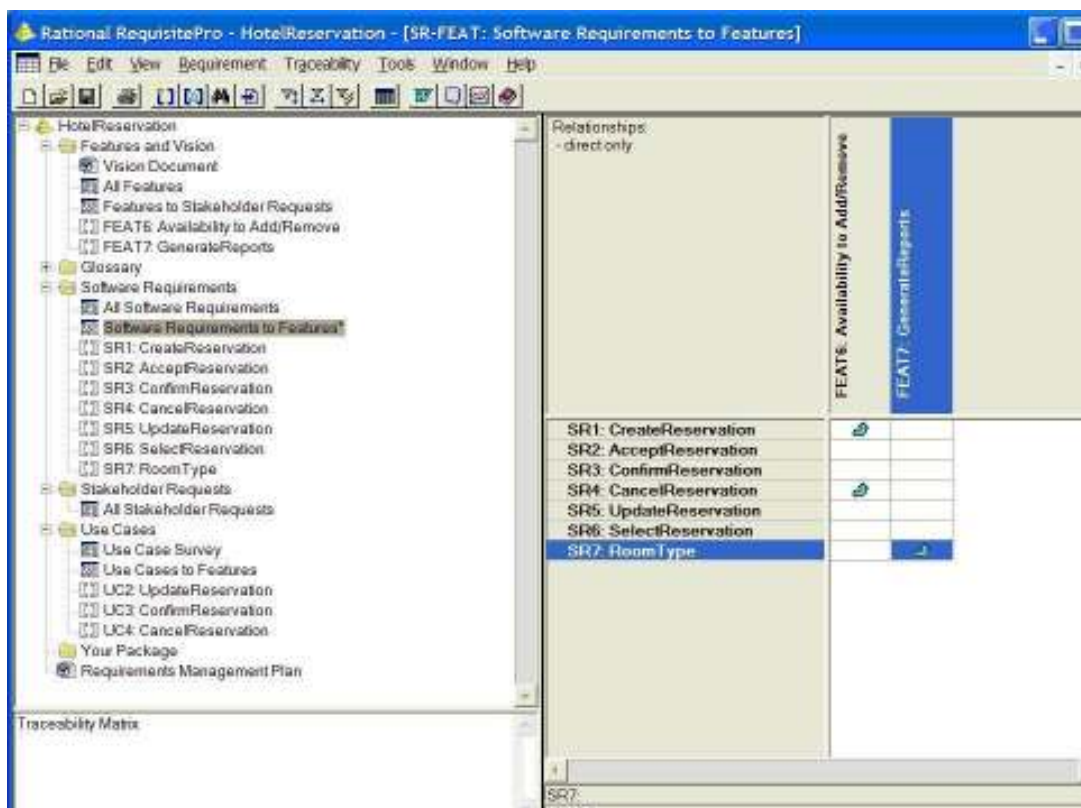 Rational RequisitePro - HotelReservation - [SR-FEAT: Software Requirements to Features]
File Edit View Requirement Traceability Tools Window Help
HotelReservation
Features and Vision
Vision Document
All Features
Features to Stakeholder Requests
FEAT6: Availability to Add/Remove
FEAT7: GenerateReports
Glossary
Software Requirements
All Software Requirements
Software Requirements to Features*
SR1: CreateReservation
SR2: AcceptReservation
SR3: ConfirmReservation
SR4: CancelReservation
SR5: UpdateReservation
SR6: SelectReservation
SR7: RoomType
Stakeholder Requests
All Stakeholder Requests
Use Cases
Use Case Survey
Use Cases to Features
UC2: UpdateReservation
UC3: ConfirmReservation
UC4: CancelReservation
Your Package
Requirements Management Plan
Traceability Matrix
Relationships:
- direct only
FEAT6: Availability to Add/Remove
FEAT7: GenerateReports
SR1: CreateReservation
SR2: AcceptReservation
SR3: ConfirmReservation
SR4: CancelReservation
SR5: UpdateReservation
SR6: SelectReservation
SR7: RoomType
SR7: